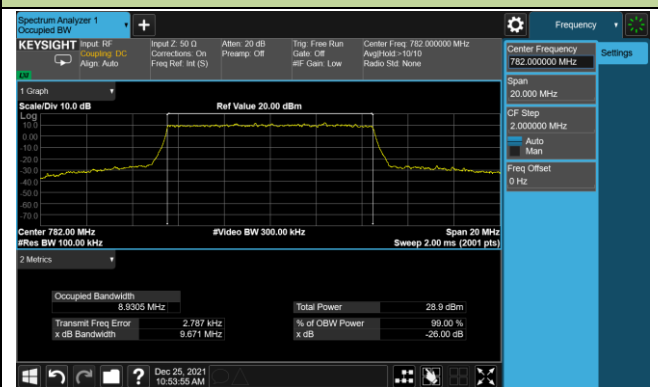 Spectrum Analyzer 1
Occupied BW
Frequency
KEYSIGHT
Input: RF
Coupling: DC
Align: Auto
Input Z: 50 Ω
Corrections: On
Freq Ref: Int (S)
Atten: 20 dB
Preamp: Off
Trig: Free Run
Gate: Off
#IF Gain: Low
Center Freq: 782.000000 MHz
Avg|Hold:>10/10
Radio Std: None
LXI
Center Frequency
782.000000 MHz
Settings
Span
20.000 MHz
CF Step
2.000000 MHz
Auto
Man
Freq Offset
0 Hz
1 Graph
Scale/Div 10.0 dB
Ref Value 20.00 dBm
Log
10.0
0.00
-10.0
-20.0
-30.0
-40.0
-50.0
-60.0
-70.0
Center 782.00 MHz
#Video BW 300.00 kHz
Span 20 MHz
#Res BW 100.00 kHz
Sweep 2.00 ms (2001 pts)
2 Metrics
Occupied Bandwidth
8.9305 MHz
Total Power 28.9 dBm
Transmit Freq Error 2.787 kHz
% of OBW Power 99.00 %
x dB Bandwidth 9.671 MHz
x dB -26.00 dB
?
Dec 25, 2021
10:53:55 AM